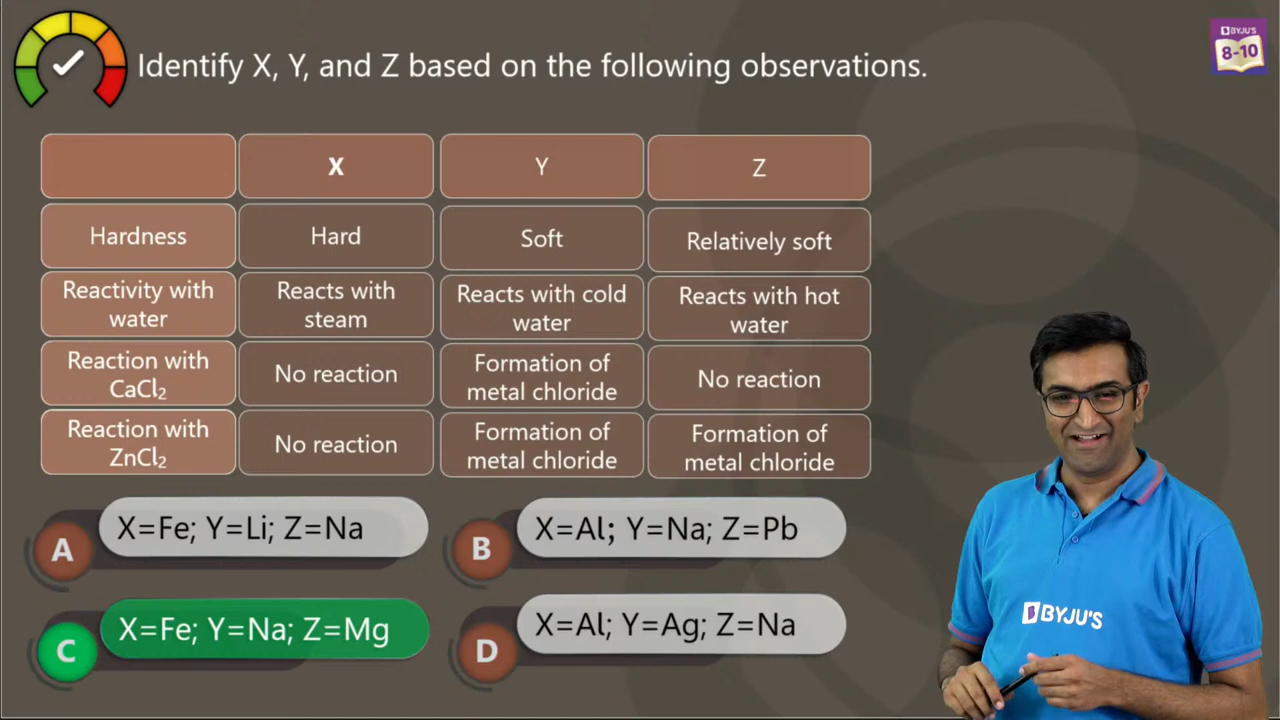 Identify X, Y, and Z based on the following observations.
BYJU'S
8-10
X
Y
Z
Hardness
Hard
Soft
Relatively soft
Reactivity with
water
Reacts with
steam
Reacts with cold
water
Reacts with hot
water
Reaction with
CaCl₂
No reaction
Formation of
metal chloride
No reaction
Reaction with
ZnCl₂
No reaction
Formation of
metal chloride
Formation of
metal chloride
A
X=Fe; Y=Li; Z=Na
B
X=Al; Y=Na; Z=Pb
C
X=Fe; Y=Na; Z=Mg
D
X=Al; Y=Ag; Z=Na
BYJU'S